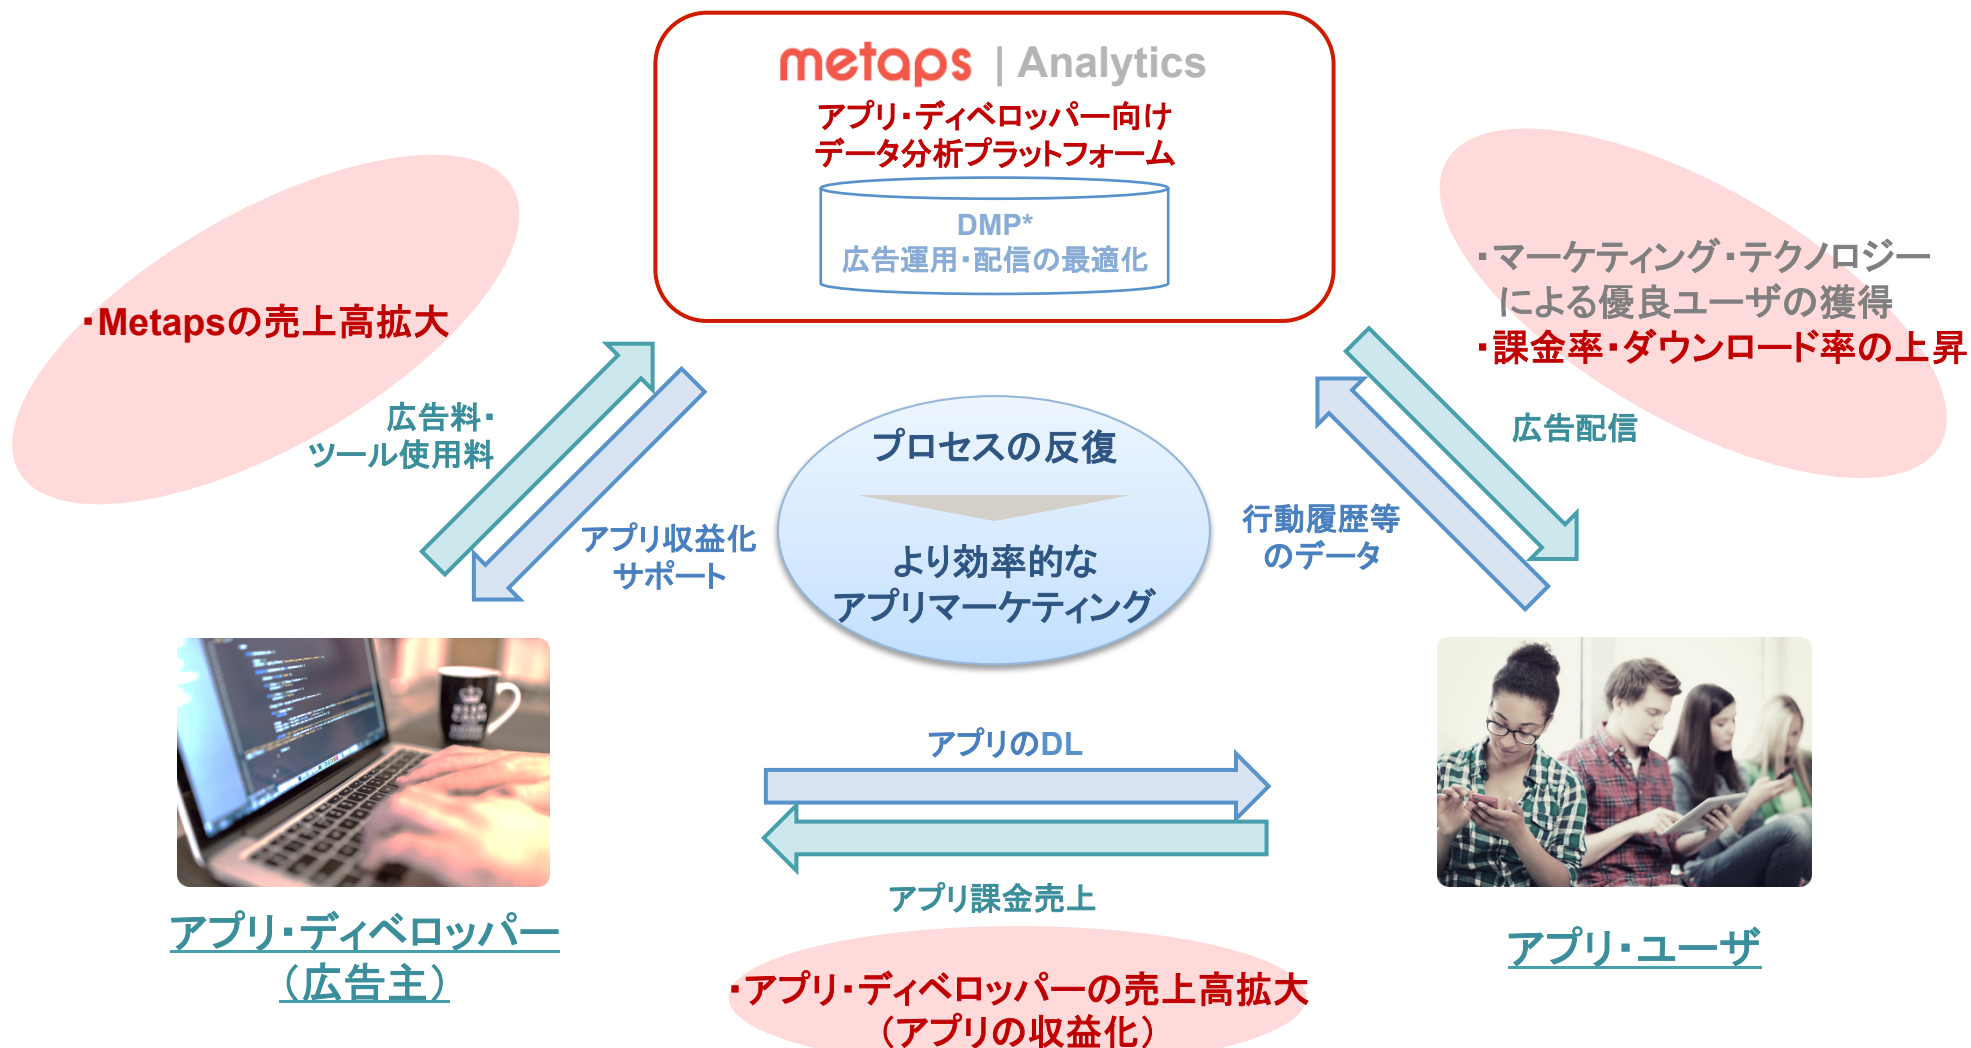 metaps | Analytics
アプリ・ディベロッパー向け
データ分析プラットフォーム
DMP*
広告運用・配信の最適化
・Metapsの売上高拡大
・マーケティング・テクノロジー
による優良ユーザの獲得
・課金率・ダウンロード率の上昇
広告料・
ツール使用料
広告配信
プロセスの反復
より効率的な
アプリマーケティング
アプリ収益化
サポート
行動履歴等
のデータ
アプリのDL
アプリ課金売上
アプリ・ディベロッパー
（広告主）
アプリ・ユーザ
・アプリ・ディベロッパーの売上高拡大
（アプリの収益化）